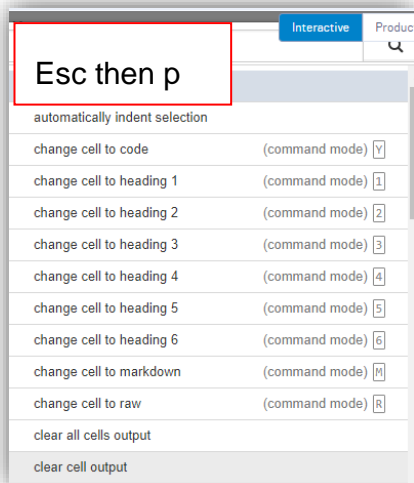 Interactive Produc
Esc then p
automatically indent selection
change cell to code (command mode) Y
change cell to heading 1 (command mode) 1
change cell to heading 2 (command mode) 2
change cell to heading 3 (command mode) 3
change cell to heading 4 (command mode) 4
change cell to heading 5 (command mode) 5
change cell to heading 6 (command mode) 6
change cell to markdown (command mode) M
change cell to raw (command mode) R
clear all cells output
clear cell output